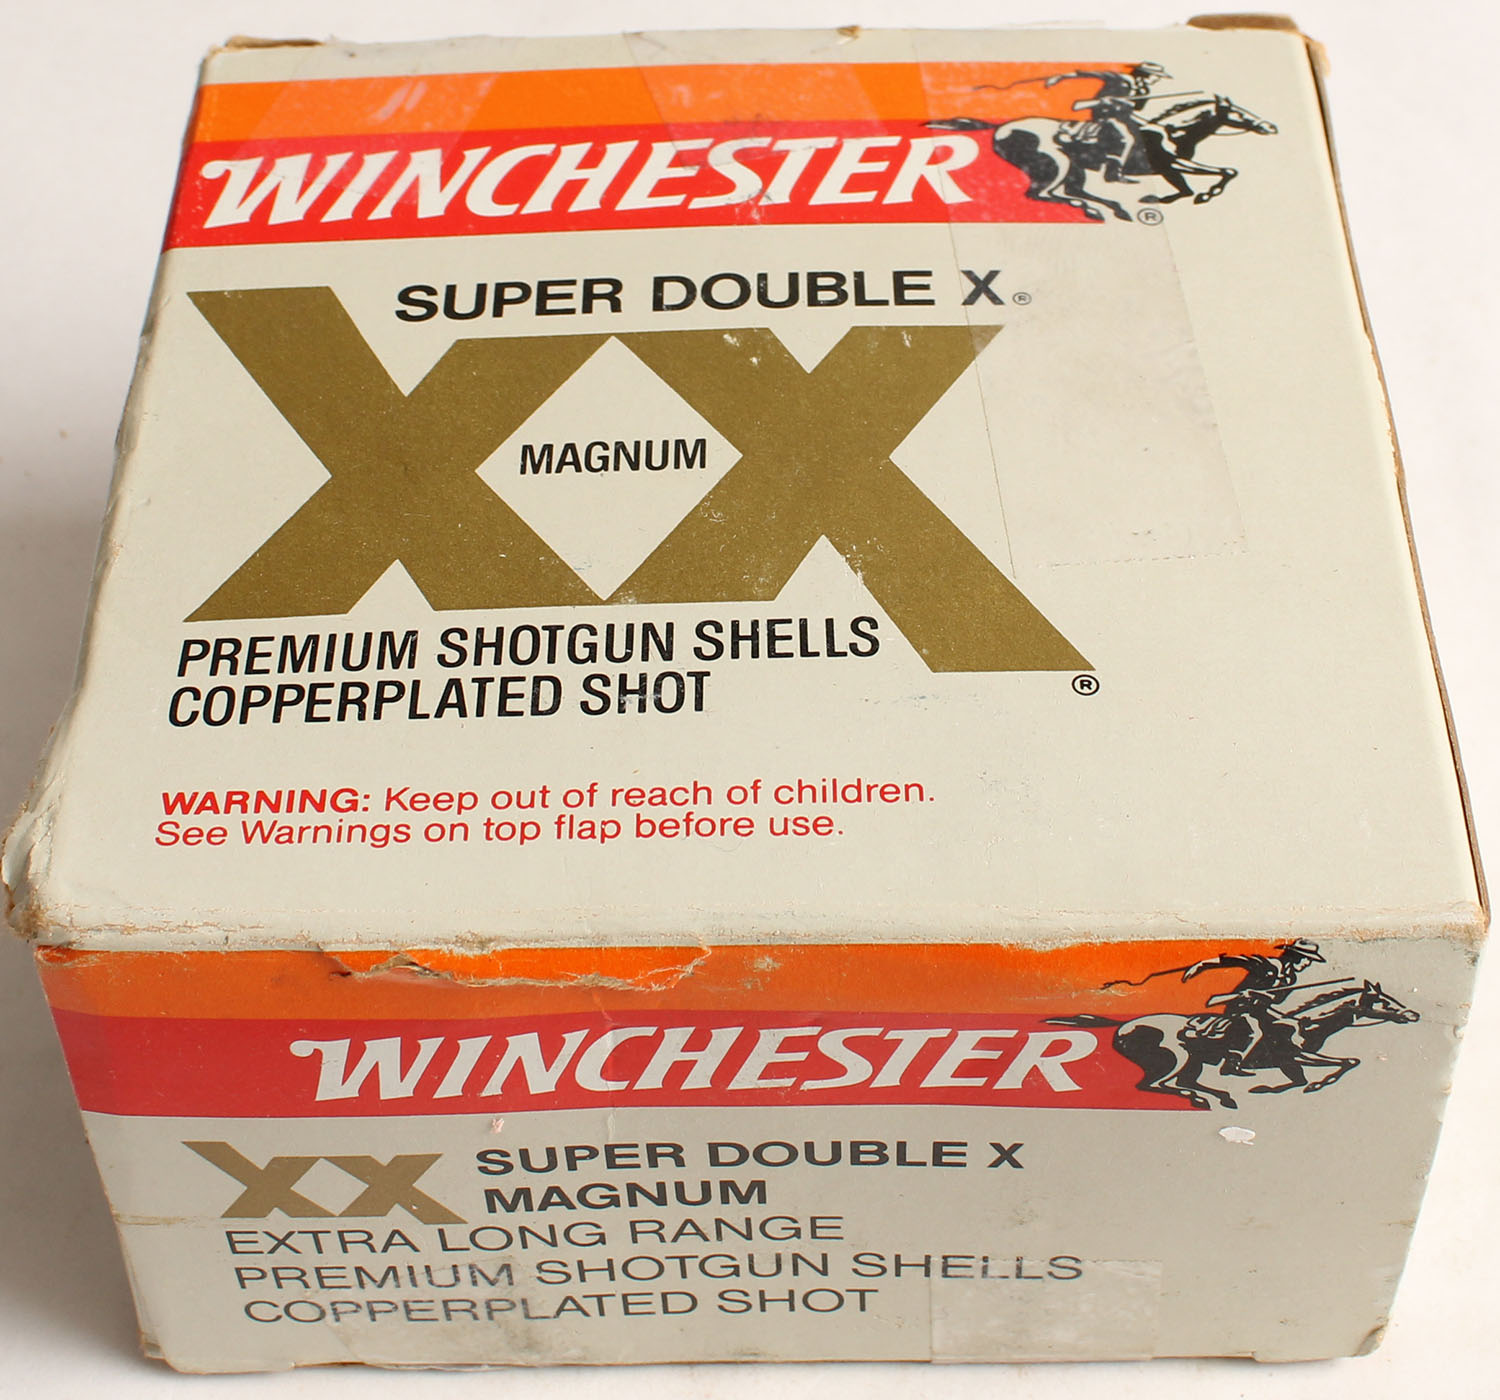 WINCHESTER
®
SUPER DOUBLE X®
XX
MAGNUM
®
PREMIUM SHOTGUN SHELLS
COPPERPLATED SHOT
WARNING: Keep out of reach of children.
See Warnings on top flap before use.
WINCHESTER
XX SUPER DOUBLE X
MAGNUM
EXTRA LONG RANGE
PREMIUM SHOTGUN SHELLS
COPPERPLATED SHOT